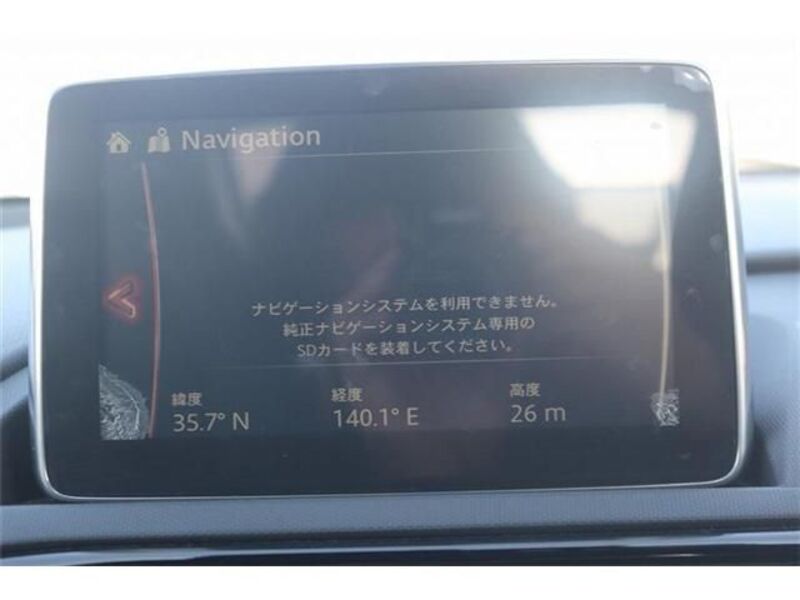 Navigation
ナビゲーションシステムを利用できません。
純正ナビゲーションシステム専用の
SDカードを装着してください。
緯度 経度 高度
35.7° N 140.1° E 26 m